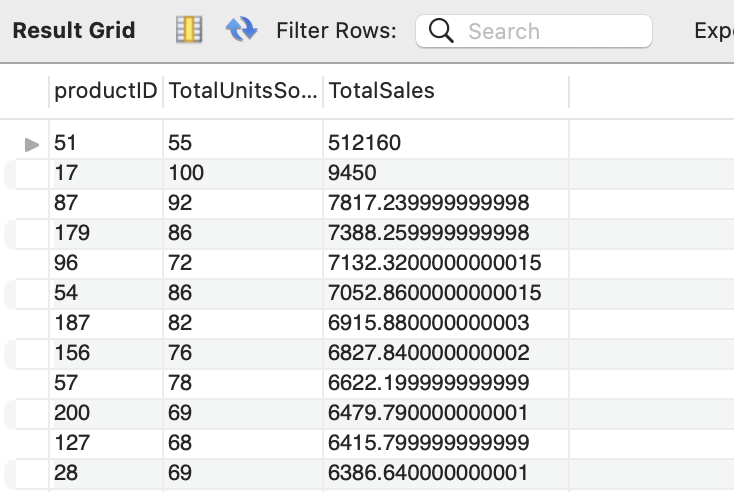 Result Grid Filter Rows: Search Expo
productID TotalUnitsSo... TotalSales
51 55 512160
17 100 9450
87 92 7817.239999999998
179 86 7388.259999999998
96 72 7132.3200000000015
54 86 7052.8600000000015
187 82 6915.880000000003
156 76 6827.840000000002
57 78 6622.199999999999
200 69 6479.790000000001
127 68 6415.799999999999
28 69 6386.640000000001